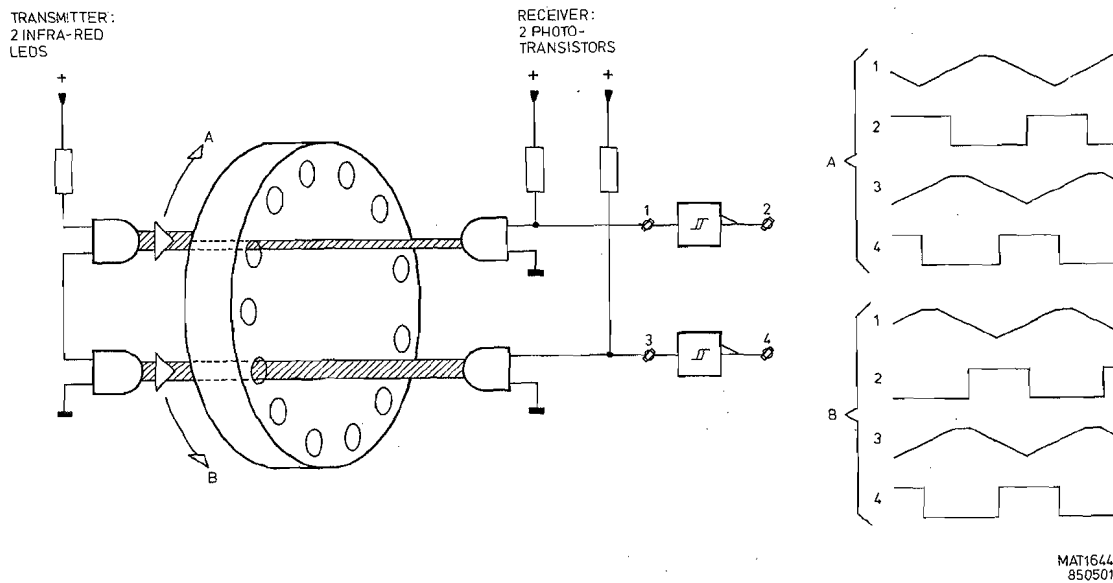 TRANSMITTER:
2 INFRA-RED
LEDS
RECEIVER:
2 PHOTO-
TRANSISTORS
+
+
+
A
B
1
2
3
4
A
1
2
3
4
B
1
2
3
4
MAT1644
850501